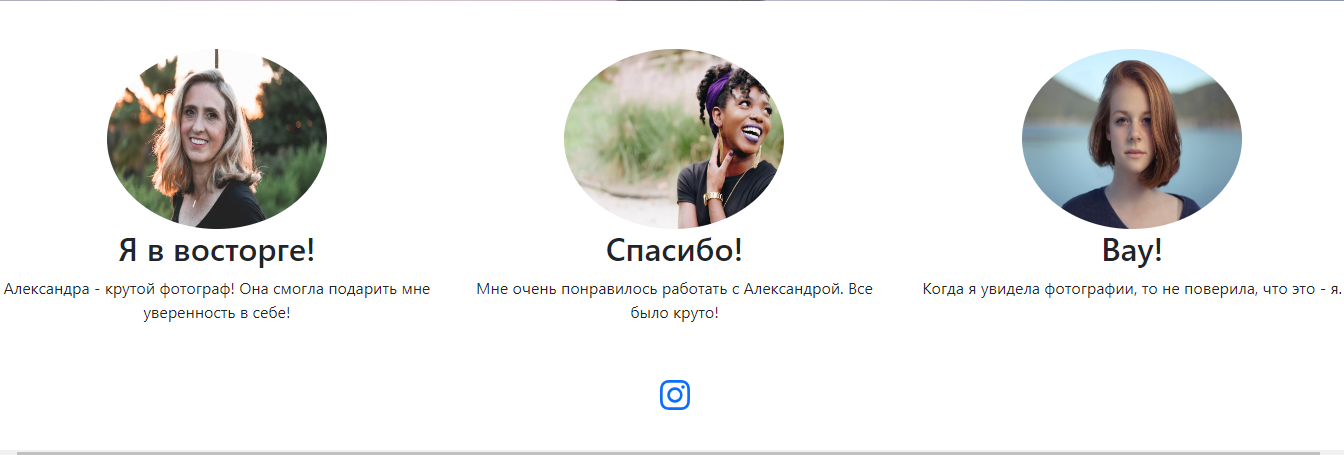 Я в восторге!
Александра - крутой фотограф! Она смогла подарить мне
уверенность в себе!
Спасибо!
Мне очень понравилось работать с Александрой. Все
было круто!
Вау!
Когда я увидела фотографии, то не поверила, что это - я.